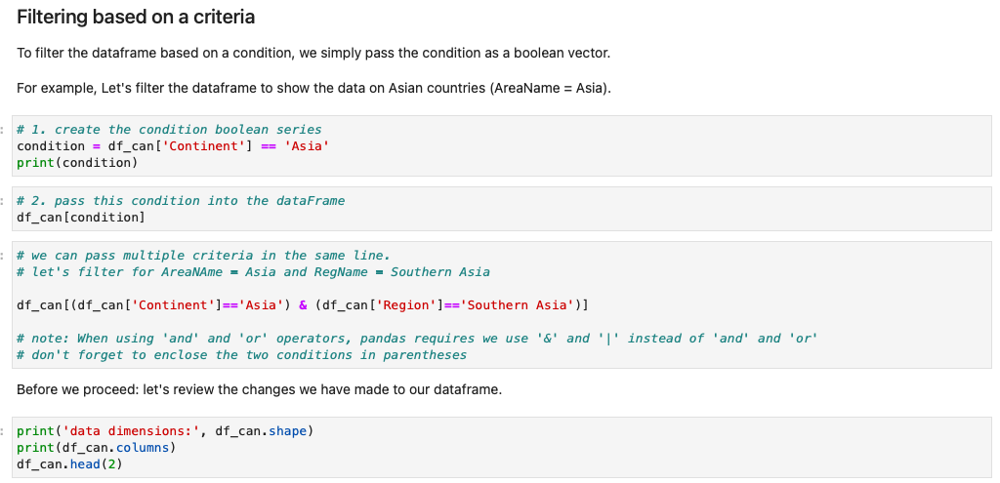 Filtering based on a criteria
To filter the dataframe based on a condition, we simply pass the condition as a boolean vector.
For example, Let's filter the dataframe to show the data on Asian countries (AreaName = Asia).
:
# 1. create the condition boolean series
condition = df_can['Continent'] == 'Asia'
print(condition)
:
# 2. pass this condition into the dataFrame
df_can[condition]
:
# we can pass multiple criteria in the same line.
# let's filter for AreaNAme = Asia and RegName = Southern Asia
df_can[(df_can['Continent']=='Asia') & (df_can['Region']=='Southern Asia')]
# note: When using 'and' and 'or' operators, pandas requires we use '&' and '|' instead of 'and' and 'or'
# don't forget to enclose the two conditions in parentheses
Before we proceed: let's review the changes we have made to our dataframe.
:
print('data dimensions:', df_can.shape)
print(df_can.columns)
df_can.head(2)